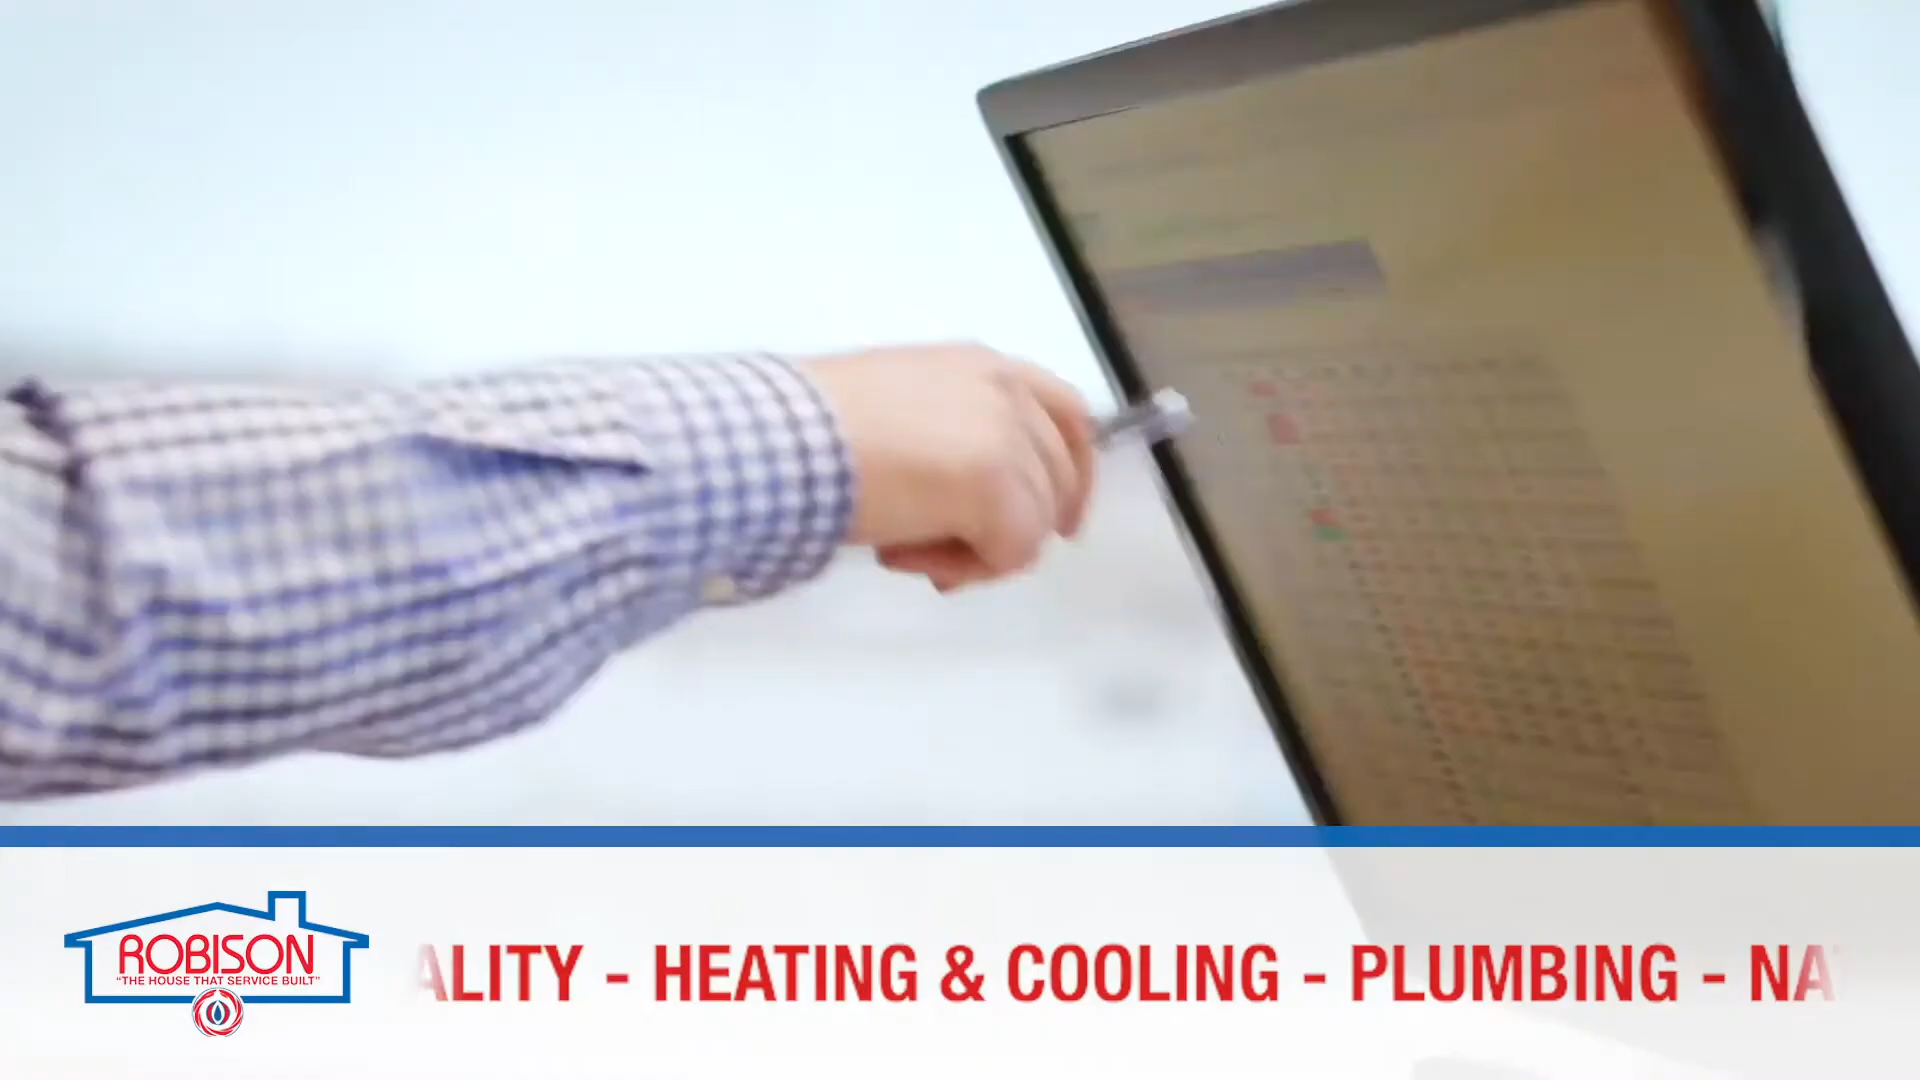 ROBISON
"THE HOUSE THAT SERVICE BUILT"
ALITY - HEATING & COOLING - PLUMBING - NA